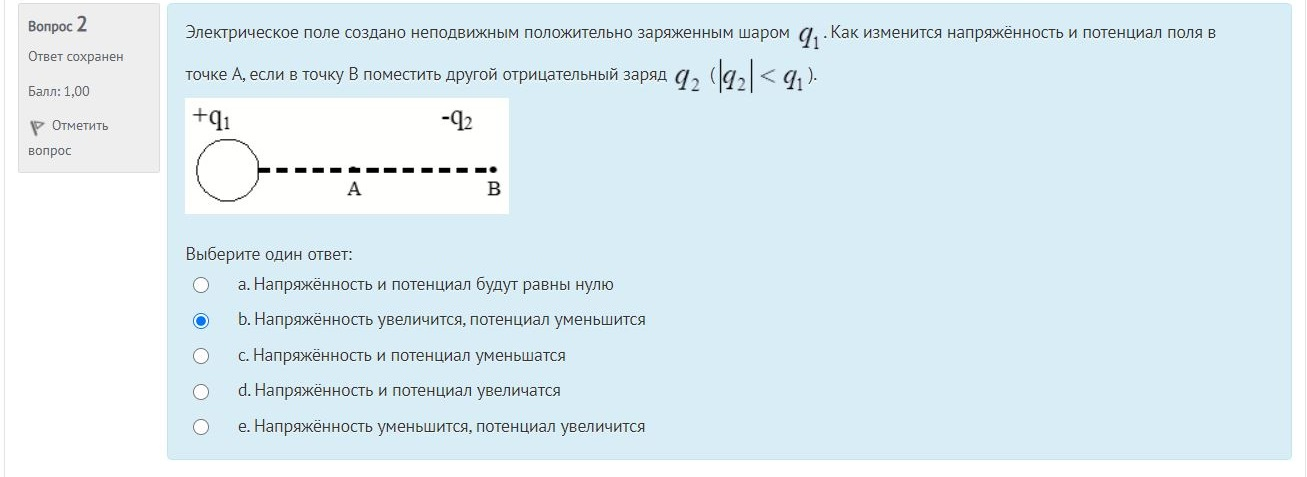 Вопрос 2
Ответ сохранен
Балл: 1,00
Отметить
вопрос
Электрическое поле создано неподвижным положительно заряженным шаром q₁. Как изменится напряжённость и потенциал поля в
точке А, если в точку В поместить другой отрицательный заряд q₂ (|q₂| < q₁).
+q₁ -q₂
A B
Выберите один ответ:
a. Напряжённость и потенциал будут равны нулю
b. Напряжённость увеличится, потенциал уменьшится
c. Напряжённость и потенциал уменьшатся
d. Напряжённость и потенциал увеличатся
e. Напряжённость уменьшится, потенциал увеличится